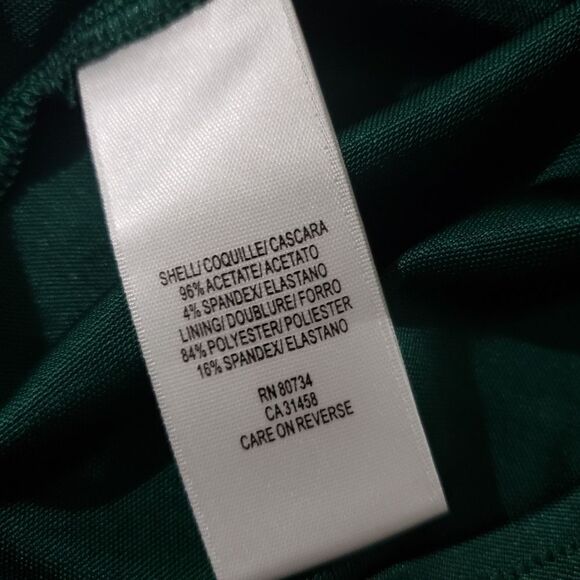 SHELL/ COQUILLE/ CASCARA
96% ACETATE/ ACETATO
4% SPANDEX/ ELASTANO
LINING/ DOUBLURE/ FORRO
84% POLYESTER/ POLIESTER
16% SPANDEX/ ELASTANO
RN 80734
CA 31458
CARE ON REVERSE